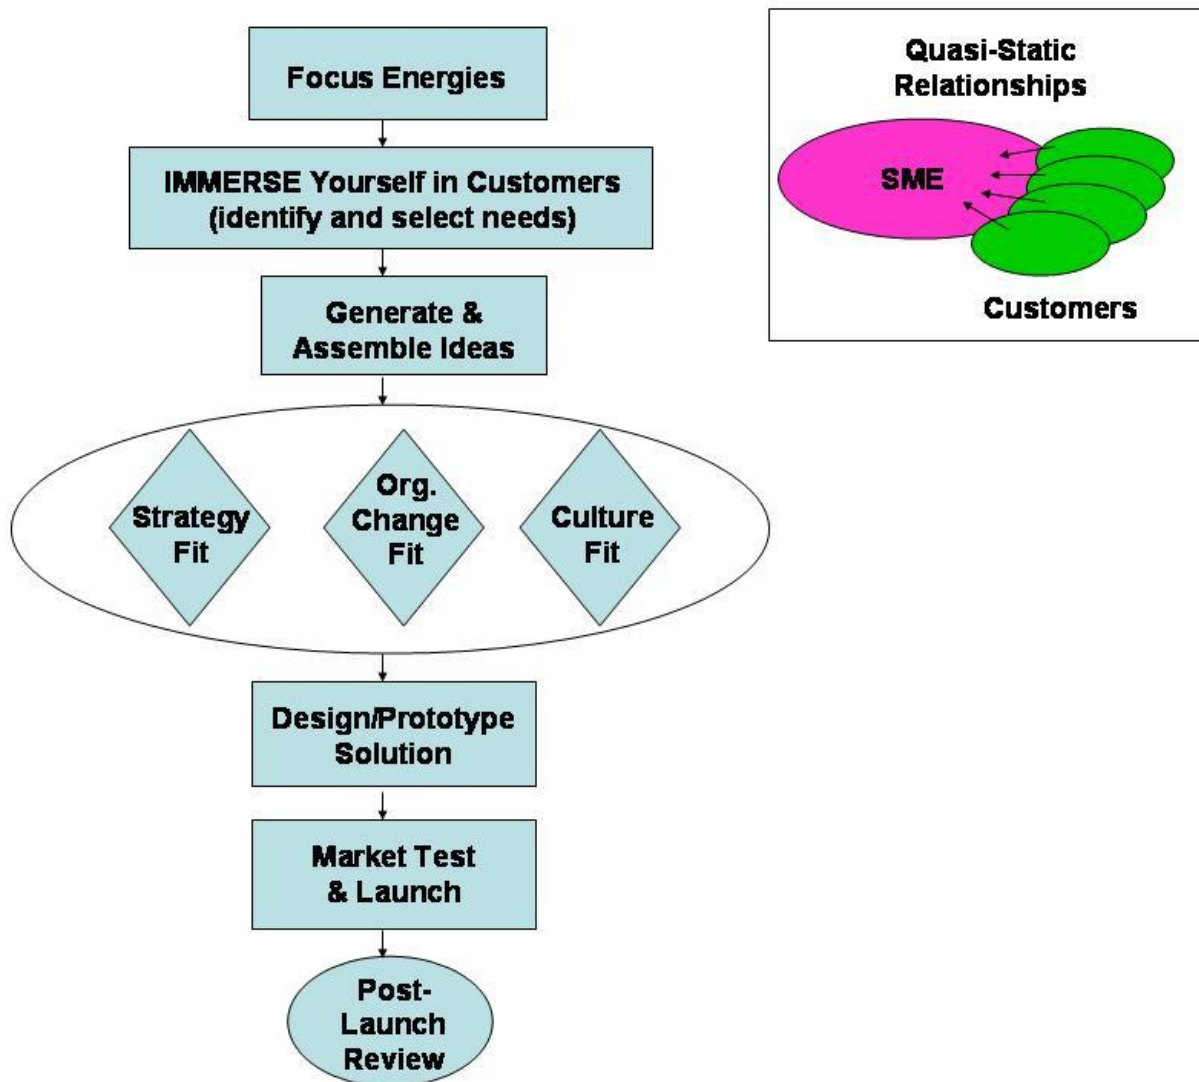 Focus Energies
IMMERSE Yourself in Customers
(identify and select needs)
Generate &
Assemble Ideas
Strategy
Fit
Org.
Change
Fit
Culture
Fit
Design/Prototype
Solution
Market Test
& Launch
Post-
Launch
Review
Quasi-Static
Relationships
SME
Customers